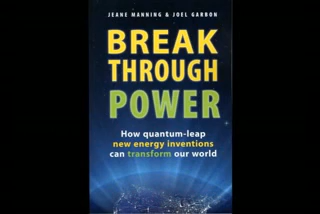 JEANE MANNING & JOEL GARBON
BREAK
THROUGH
POWER
How quantum-leap
new energy inventions
can transform our world